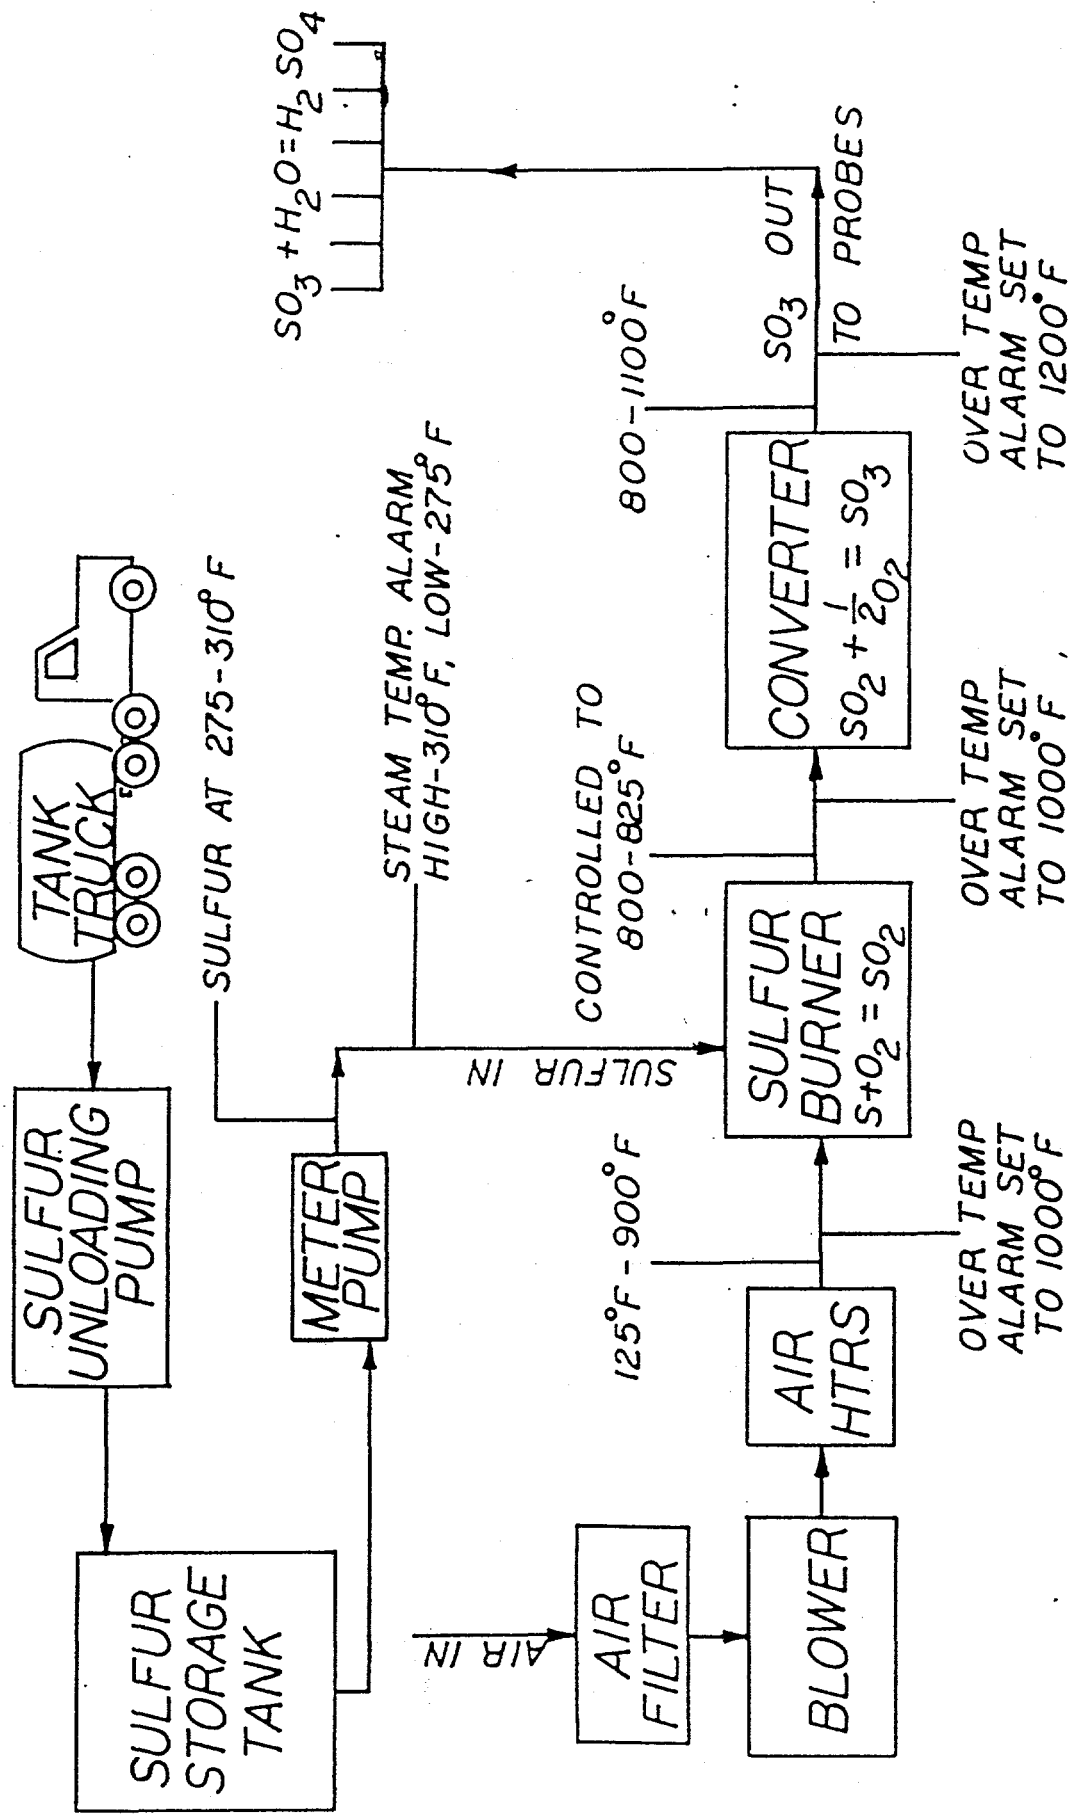 TANK
TRUCK
SULFUR
UNLOADING
PUMP
SULFUR
STORAGE
TANK
SULFUR AT 275-310°F
METER
PUMP
STEAM TEMP. ALARM
HIGH-310°F, LOW-275°F
SULFUR IN
AIR IN
AIR
FILTER
BLOWER
AIR
HTRS
125°F-900°F
OVER TEMP
ALARM SET
TO 1000°F
SULFUR
BURNER
S+O₂=SO₂
CONTROLLED TO
800-825°F
OVER TEMP
ALARM SET
TO 1000°F
CONVERTER
SO₂+1/2O₂=SO₃
800-1100°F
SO₃ OUT
TO PROBES
OVER TEMP
ALARM SET
TO 1200°F
SO₃+H₂O=H₂SO₄